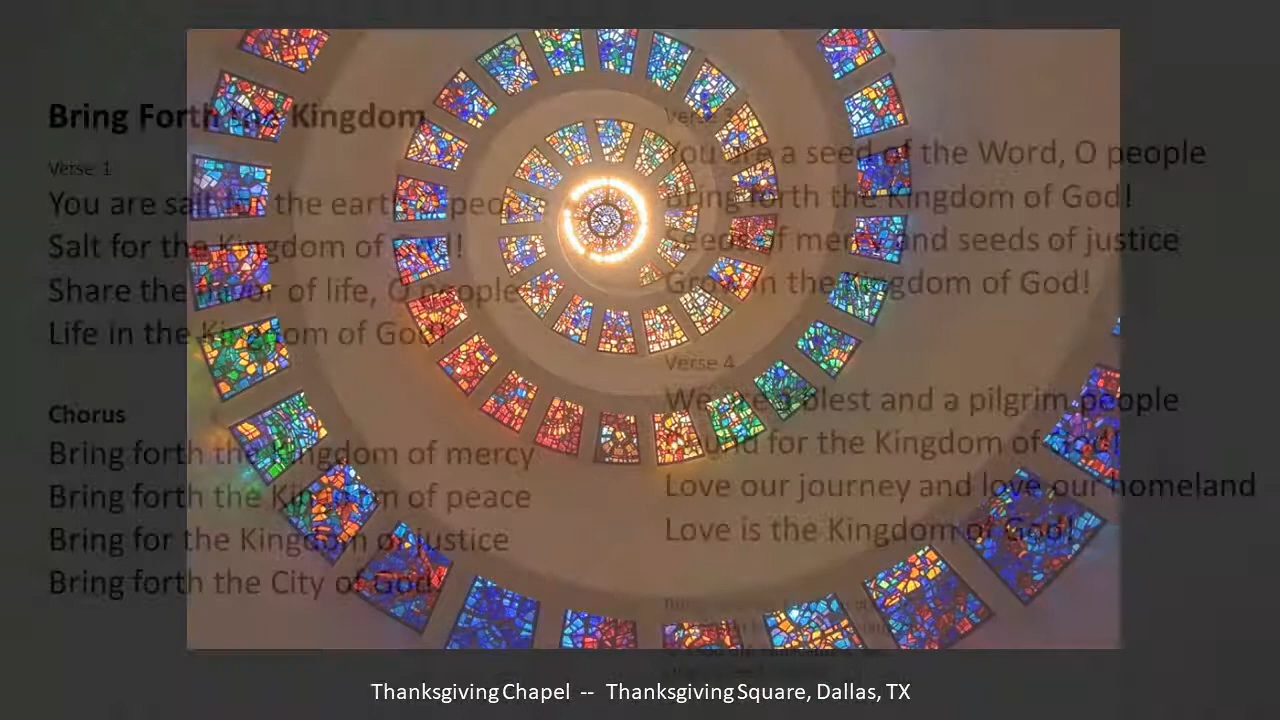 Bring Forth the Kingdom
Verse 1
You are salt for the earth, O people
Salt for the Kingdom of God!
Share the flavor of life, O people
Life in the Kingdom of God!
Chorus
Bring forth the Kingdom of mercy
Bring forth the Kingdom of peace
Bring for the Kingdom of justice
Bring forth the City of God!
Verse 3
You are a seed of the Word, O people
Bring forth the Kingdom of God!
Seeds of mercy and seeds of justice
Grow in the Kingdom of God!
Verse 4
We are a blest and a pilgrim people
Bound for the Kingdom of God!
Love our journey and love our homeland
Love is the Kingdom of God!
Thanksgiving Chapel -- Thanksgiving Square, Dallas, TX